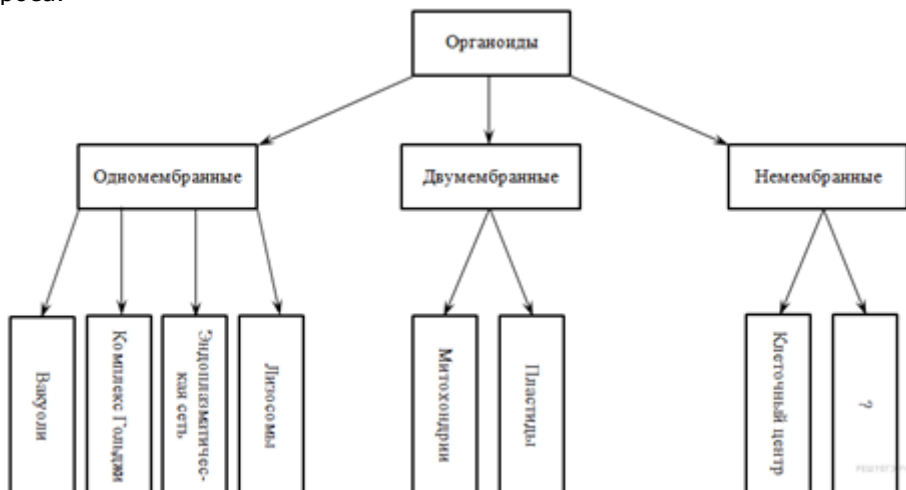 Органоиды
Одномембранные
Двумембранные
Немембранные
Вакуоли
Комплекс Гольджи
Эндоплазматичес-
кая сеть
Лизосомы
Митохондрии
Пластиды
Клеточный центр
?